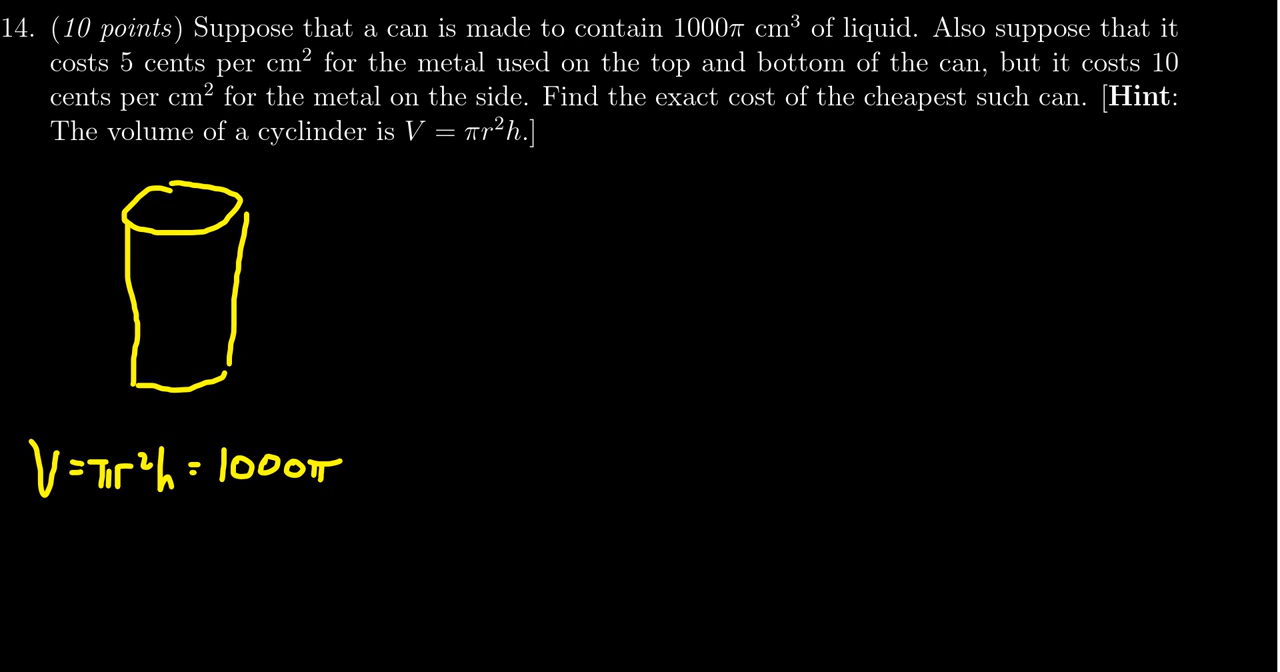 14. (10 points) Suppose that a can is made to contain 1000π cm³ of liquid. Also suppose that it
costs 5 cents per cm² for the metal used on the top and bottom of the can, but it costs 10
cents per cm² for the metal on the side. Find the exact cost of the cheapest such can. [Hint:
The volume of a cyclinder is V = πr²h.]
V=πr²h = 1000π